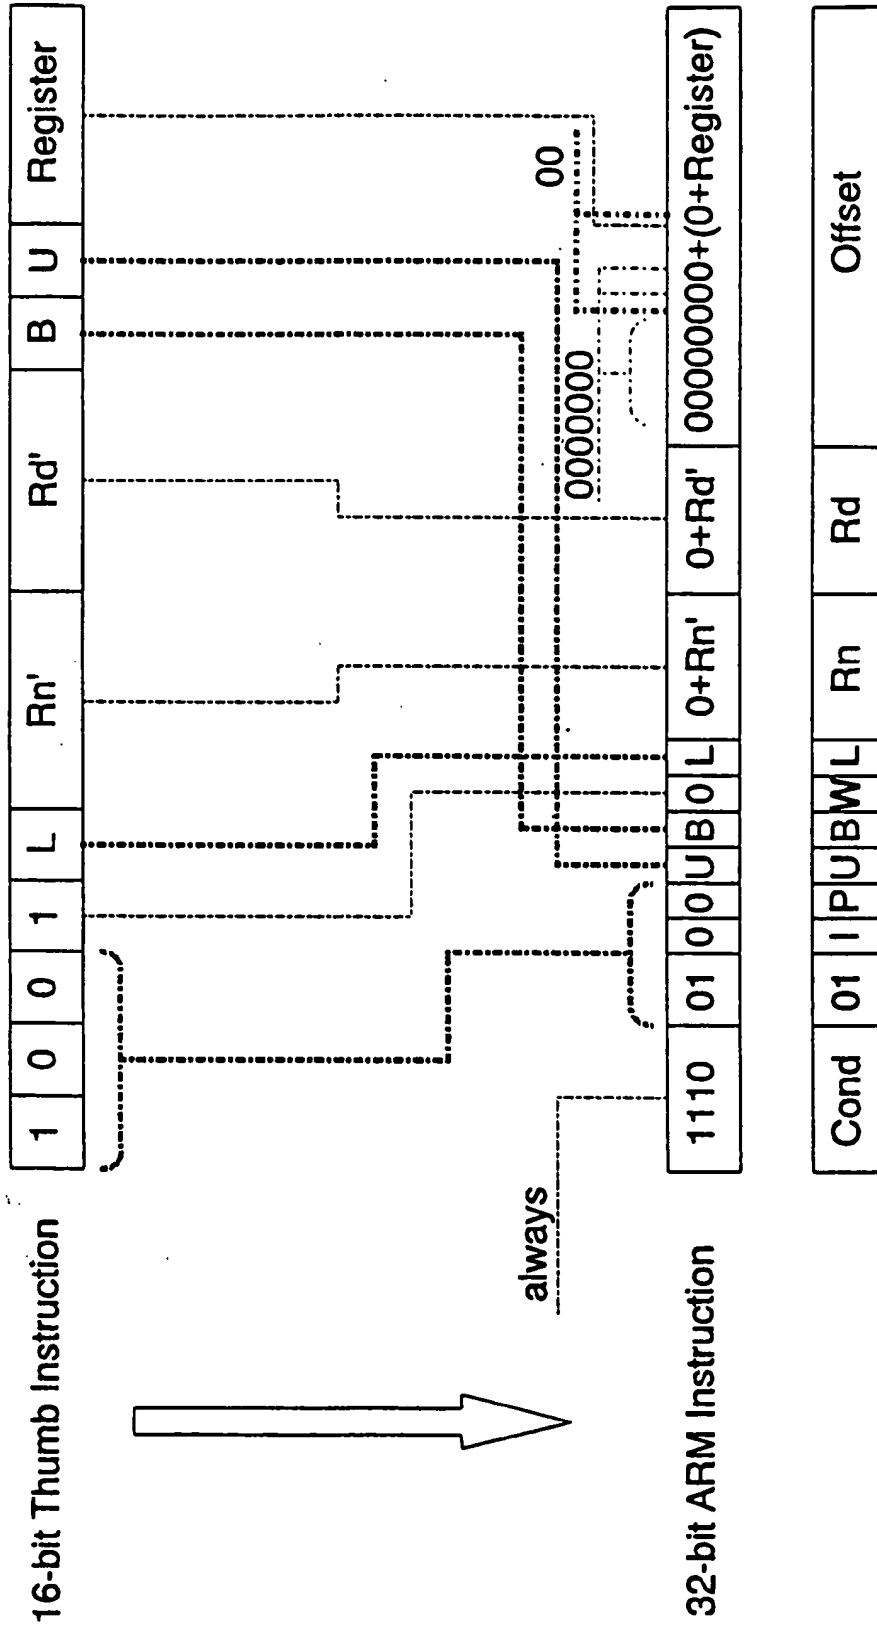 16-bit Thumb Instruction
1 0 0 1 L Rn' Rd' B U Register
always
0000000
00
32-bit ARM Instruction
1110 01 0 0 U B 0 L 0+Rn' 0+Rd' 00000000+(0+Register)
Cond 01 I P U B W L Rn Rd Offset